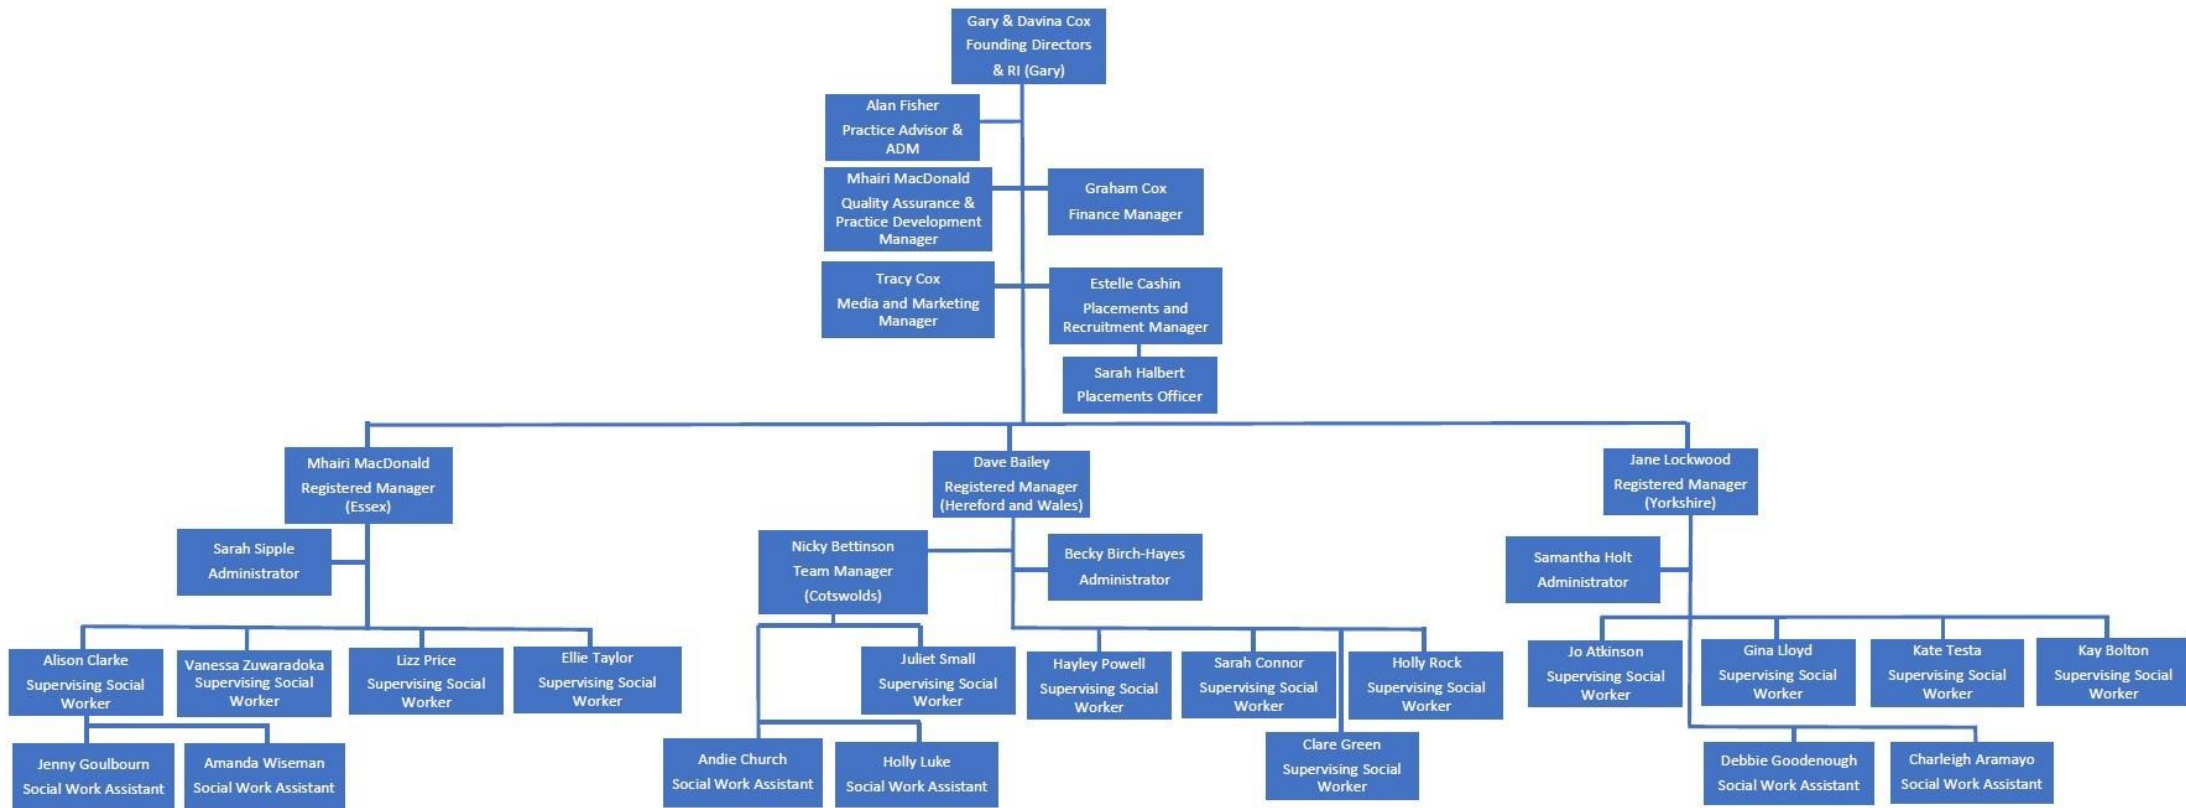 Gary & Davina Cox
Founding Directors
& RI (Gary)
Alan Fisher
Practice Advisor &
ADM
Mhairi MacDonald
Quality Assurance &
Practice Development
Manager
Graham Cox
Finance Manager
Tracy Cox
Media and Marketing
Manager
Estelle Cashin
Placements and
Recruitment Manager
Sarah Halbert
Placements Officer
Mhairi MacDonald
Registered Manager
(Essex)
Dave Bailey
Registered Manager
(Hereford and Wales)
Jane Lockwood
Registered Manager
(Yorkshire)
Sarah Sipple
Administrator
Nicky Bettinson
Team Manager
(Cotswolds)
Becky Birch-Hayes
Administrator
Samantha Holt
Administrator
Alison Clarke
Supervising Social
Worker
Vanessa Zuwaradoka
Supervising Social
Worker
Lizz Price
Supervising Social
Worker
Ellie Taylor
Supervising Social
Worker
Juliet Small
Supervising Social
Worker
Hayley Powell
Supervising Social
Worker
Sarah Connor
Supervising Social
Worker
Holly Rock
Supervising Social
Worker
Jo Atkinson
Supervising Social
Worker
Gina Lloyd
Supervising Social
Worker
Kate Testa
Supervising Social
Worker
Kay Bolton
Supervising Social
Worker
Jenny Goulbourn
Social Work Assistant
Amanda Wiseman
Social Work Assistant
Andie Church
Social Work Assistant
Holly Luke
Social Work Assistant
Clare Green
Supervising Social
Worker
Debbie Goodenough
Social Work Assistant
Charleigh Aramayo
Social Work Assistant